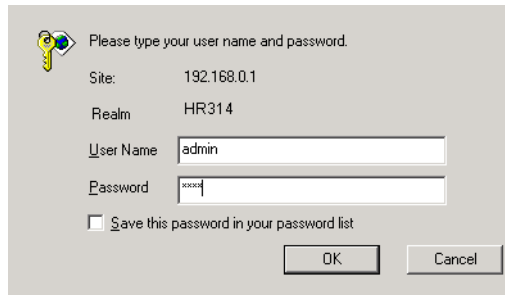 Please type your user name and password.
Site: 192.168.0.1
Realm HR314
User Name admin
Password xxxx
Save this password in your password list
OK Cancel